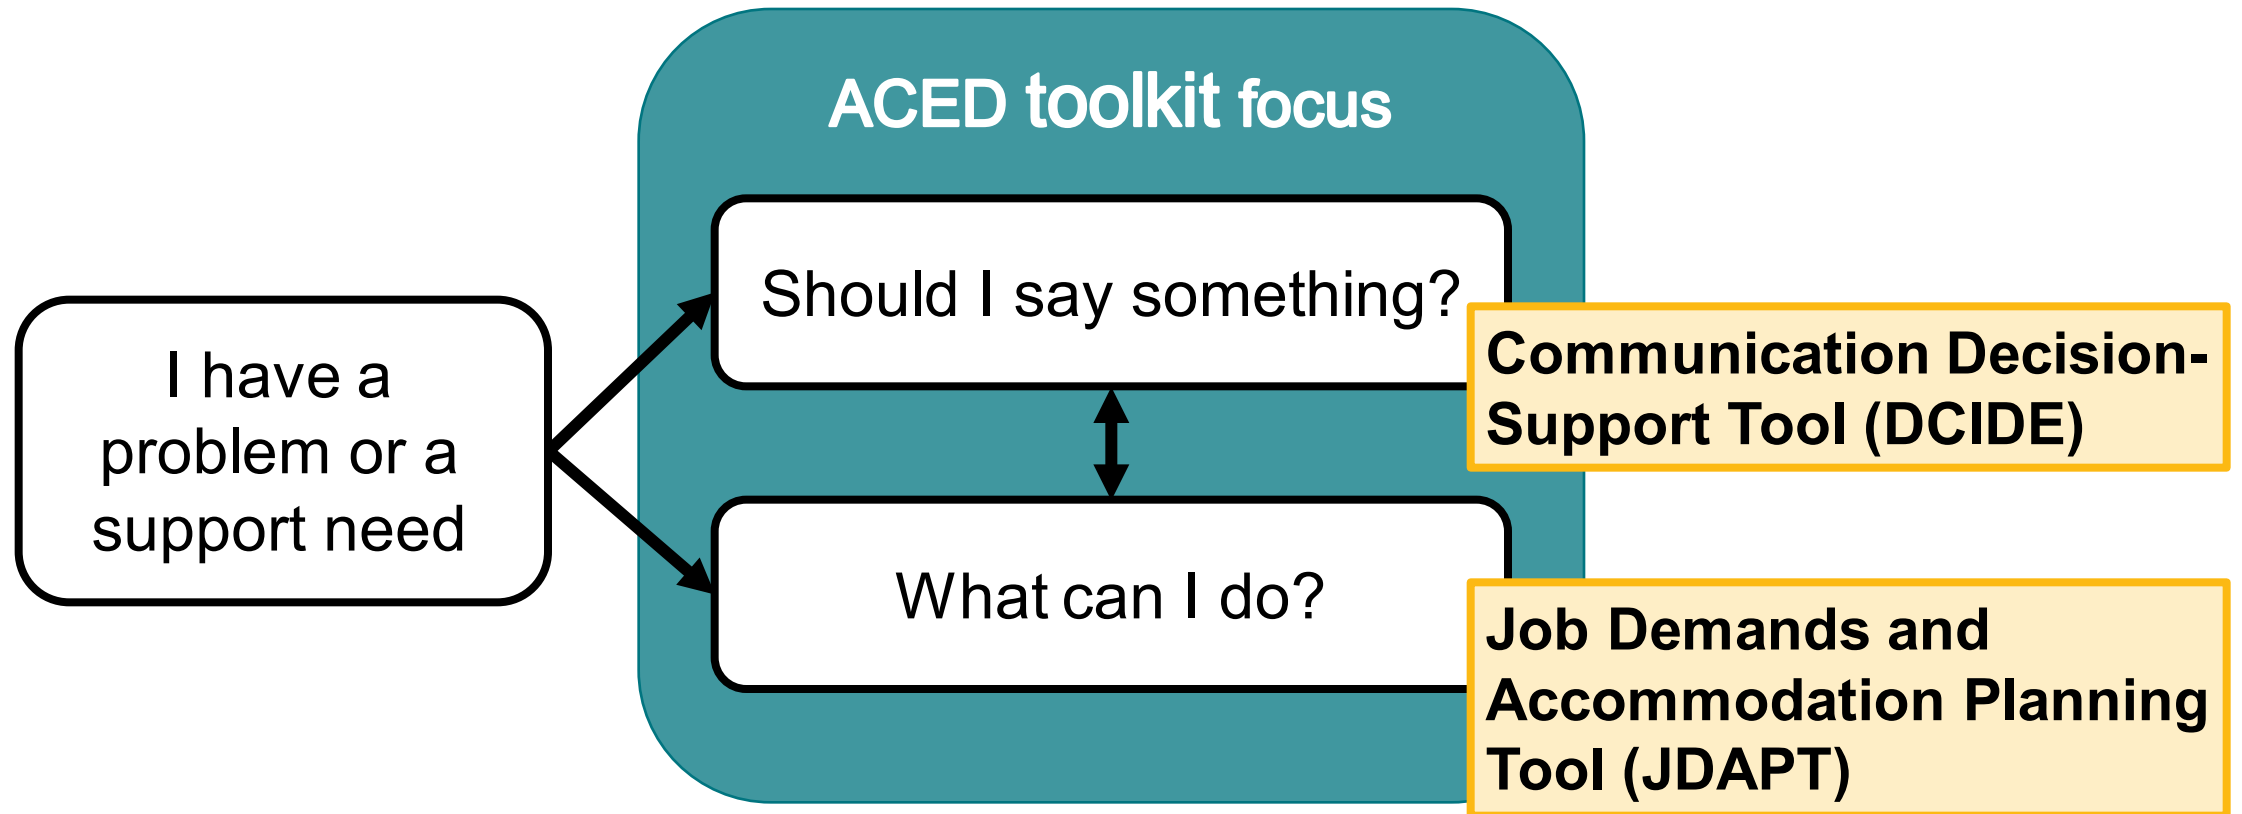 ACED toolkit focus
I have a
problem or a
support need
Should I say something?
Communication Decision-
Support Tool (DCIDE)
What can I do?
Job Demands and
Accommodation Planning
Tool (JDAPT)